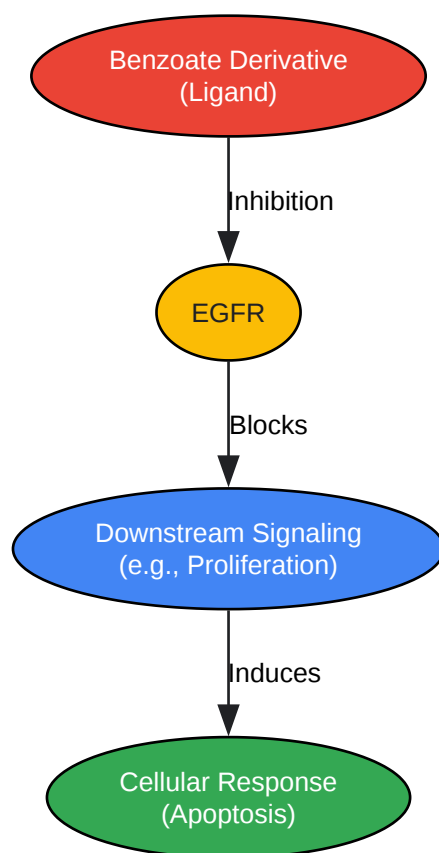 Benzoate Derivative
(Ligand)
Inhibition
EGFR
Blocks
Downstream Signaling
(e.g., Proliferation)
Induces
Cellular Response
(Apoptosis)